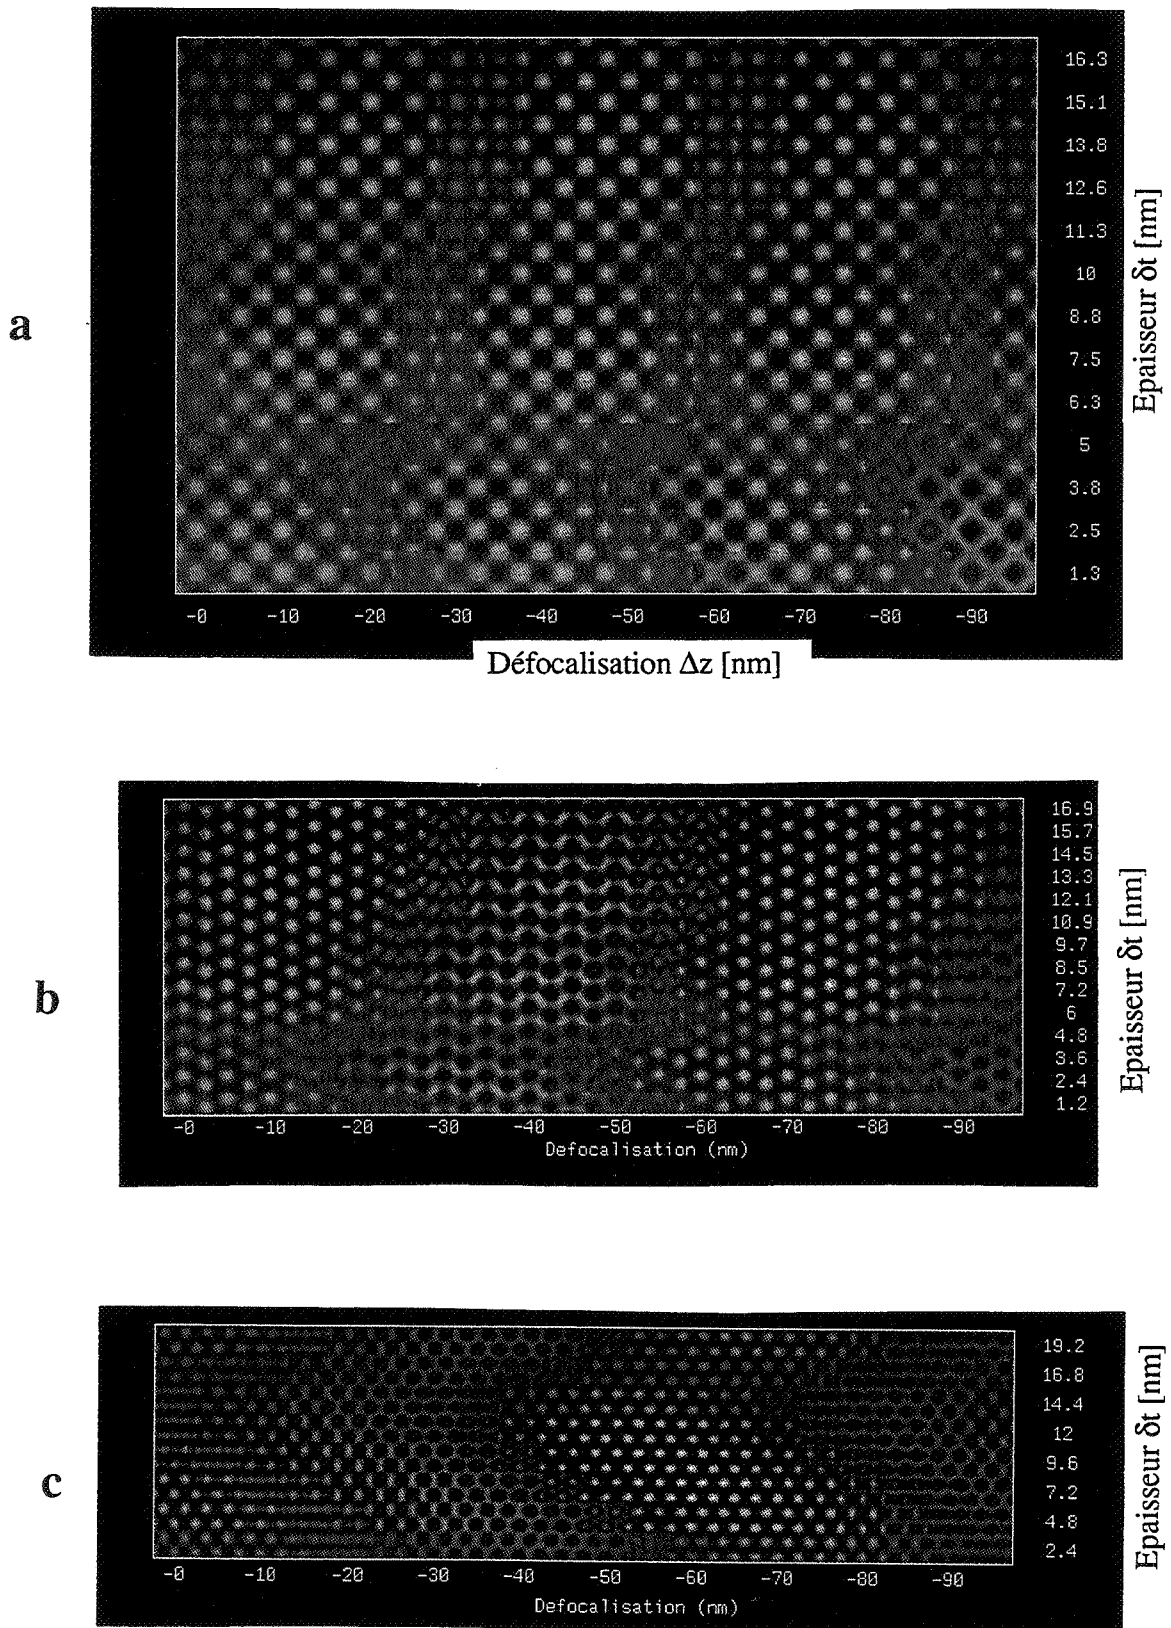 a
16.3
15.1
13.8
12.6
11.3
10
8.8
7.5
6.3
5
3.8
2.5
1.3
Epaisseur δt [nm]
-0 -10 -20 -30 -40 -50 -60 -70 -80 -90
Défocalisation Δz [nm]
b
16.9
15.7
14.5
13.3
12.1
10.9
9.7
8.5
7.2
6
4.8
3.6
2.4
1.2
Epaisseur δt [nm]
-0 -10 -20 -30 -40 -50 -60 -70 -80 -90
Defocalisation (nm)
c
19.2
16.8
14.4
12
9.6
7.2
4.8
2.4
Epaisseur δt [nm]
-0 -10 -20 -30 -40 -50 -60 -70 -80 -90
Defocalisation (nm)